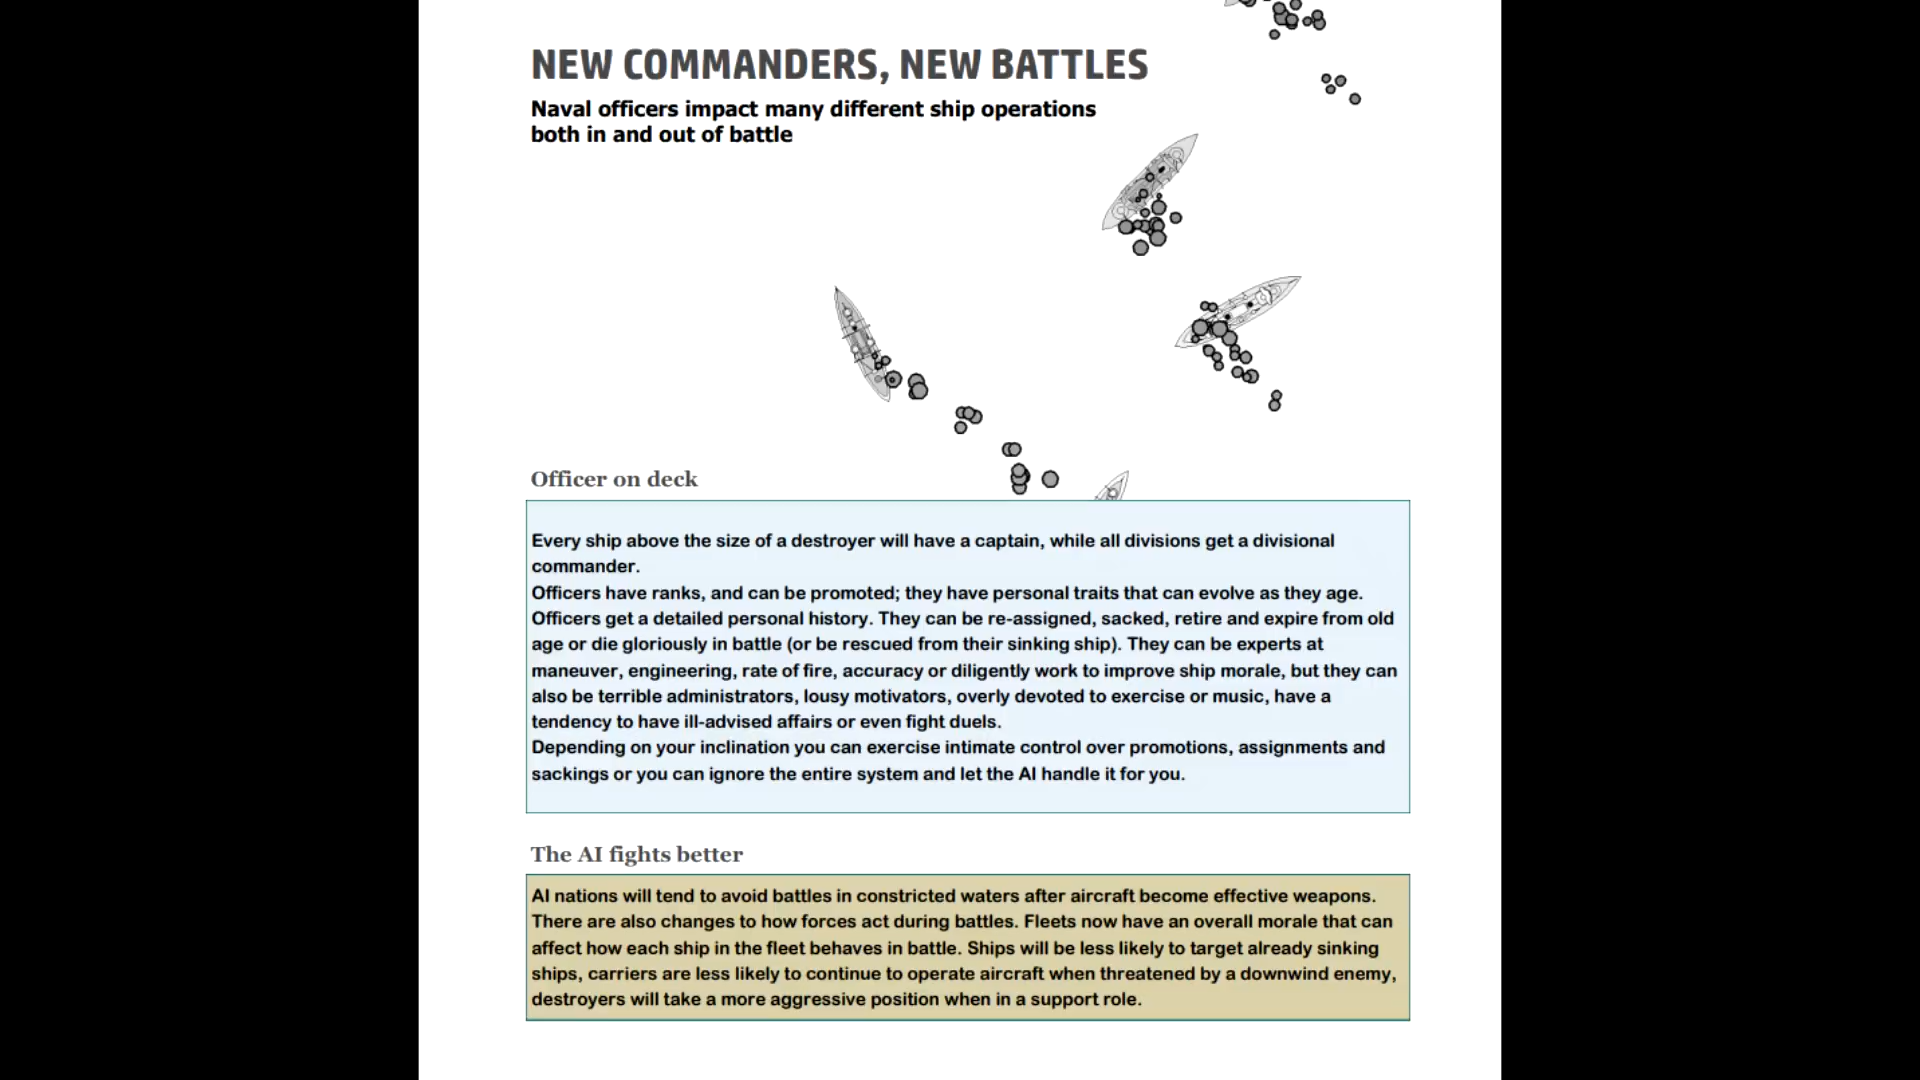 NEW COMMANDERS, NEW BATTLES
Naval officers impact many different ship operations
both in and out of battle
Officer on deck
Every ship above the size of a destroyer will have a captain, while all divisions get a divisional
commander.
Officers have ranks, and can be promoted; they have personal traits that can evolve as they age.
Officers get a detailed personal history. They can be re-assigned, sacked, retire and expire from old
age or die gloriously in battle (or be rescued from their sinking ship). They can be experts at
maneuver, engineering, rate of fire, accuracy or diligently work to improve ship morale, but they can
also be terrible administrators, lousy motivators, overly devoted to exercise or music, have a
tendency to have ill-advised affairs or even fight duels.
Depending on your inclination you can exercise intimate control over promotions, assignments and
sackings or you can ignore the entire system and let the AI handle it for you.
The AI fights better
AI nations will tend to avoid battles in constricted waters after aircraft become effective weapons.
There are also changes to how forces act during battles. Fleets now have an overall morale that can
affect how each ship in the fleet behaves in battle. Ships will be less likely to target already sinking
ships, carriers are less likely to continue to operate aircraft when threatened by a downwind enemy,
destroyers will take a more aggressive position when in a support role.